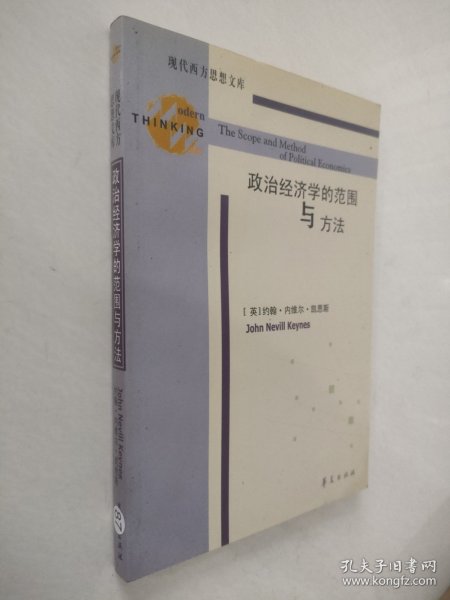 现代西方思想文库
Modern
THINKING
The Scope and Method
of Political Economics
政治经济学的范围
与方法
[英]约翰·内维尔·凯恩斯
John Nevill Keynes
华夏出版社
现代西方
思想文库
政治经济学的范围与方法
John Nevill Keynes
孔夫子旧书网
www.kongfz.com